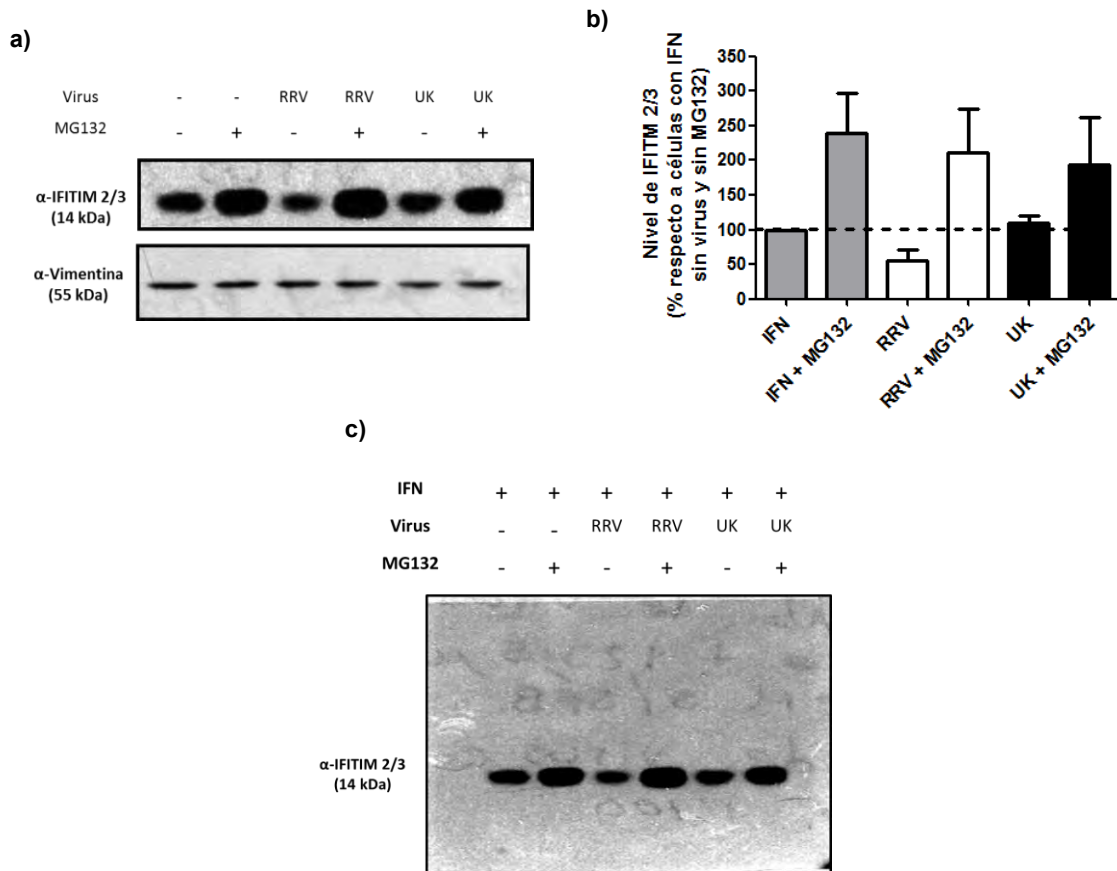 a)
Virus - - RRV RRV UK UK
MG132 - + - + - +
α-IFITIM 2/3
(14 kDa)
α-Vimentina
(55 kDa)
b)
Nivel de IFITM 2/3
(% respecto a células con IFN
sin virus y sin MG132)
350
300
250
200
150
100
50
0
IFN
IFN + MG132
RRV
RRV + MG132
UK
UK + MG132
c)
IFN + + + + + +
Virus - - RRV RRV UK UK
MG132 - + - + - +
α-IFITIM 2/3
(14 kDa)